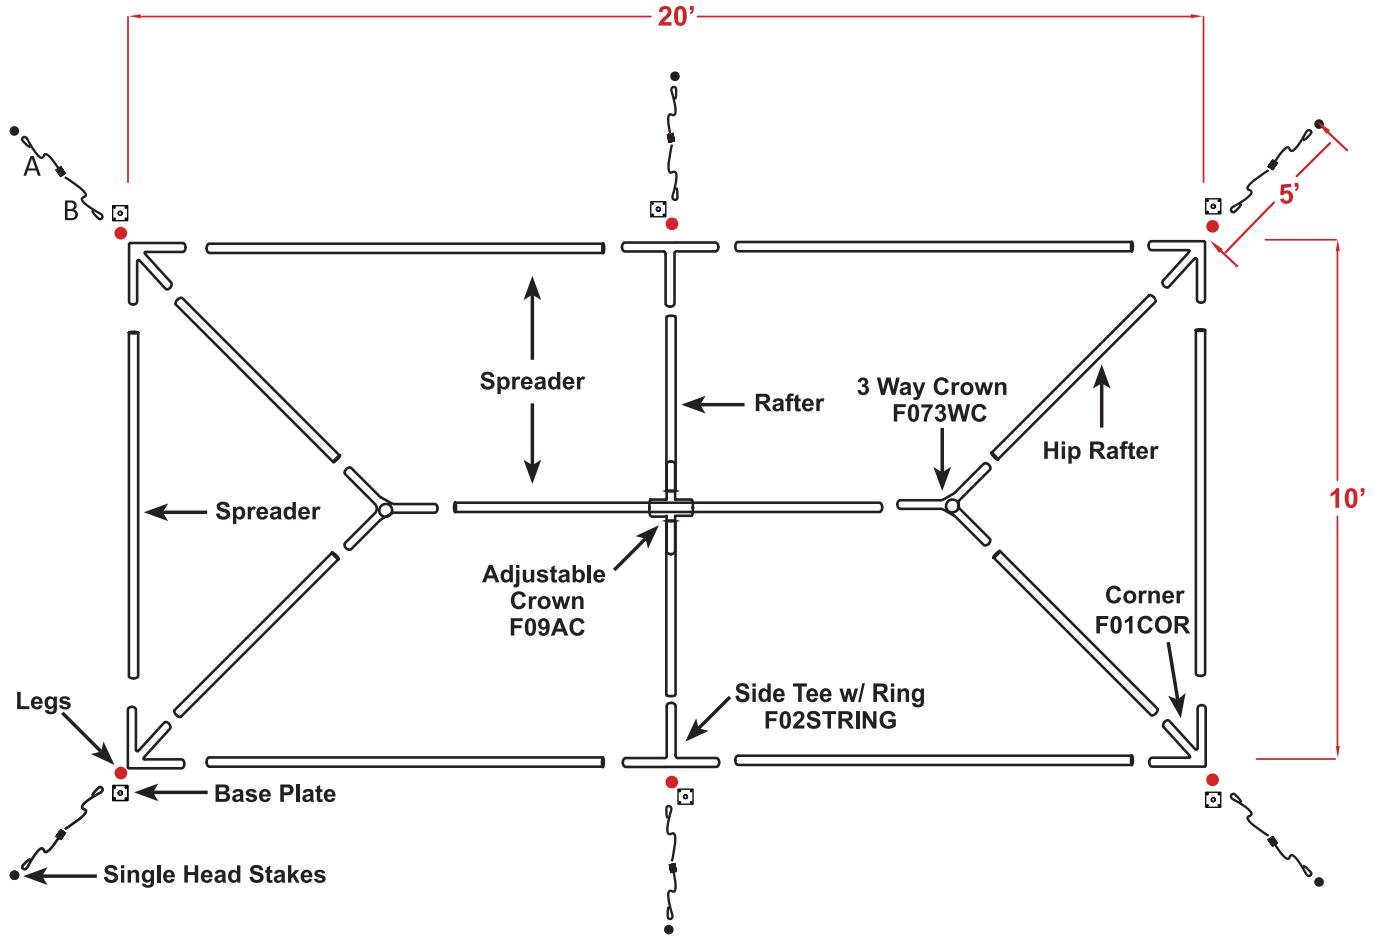 20'
A
B
5'
Spreader
Rafter
3 Way Crown
F073WC
Hip Rafter
10'
Spreader
Adjustable
Crown
F09AC
Corner
F01COR
Legs
Side Tee w/ Ring
F02STRING
Base Plate
Single Head Stakes